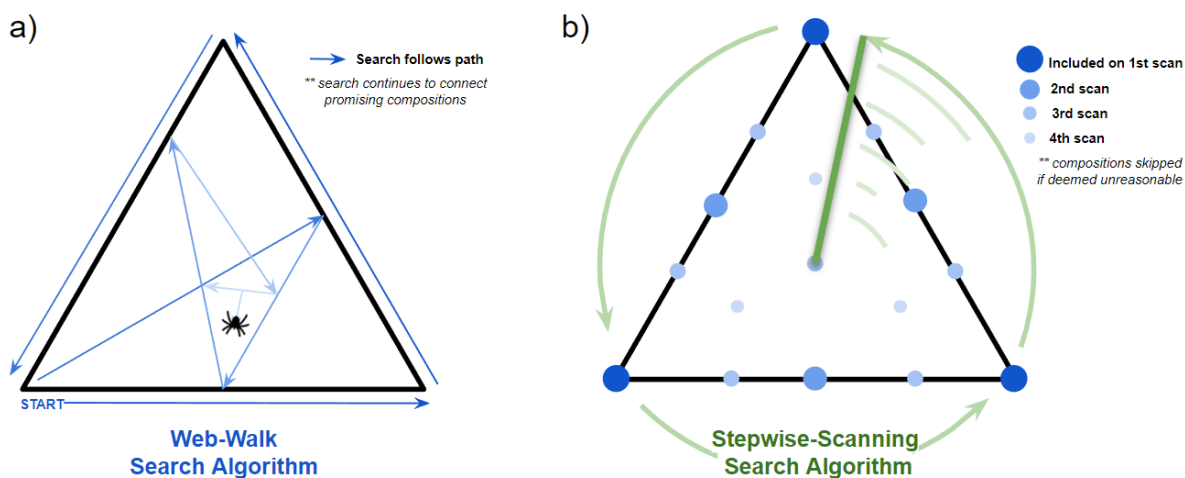 a)
Search follows path
** search continues to connect
promising compositions
START
Web-Walk
Search Algorithm
b)
Included on 1st scan
2nd scan
3rd scan
4th scan
** compositions skipped
if deemed unreasonable
Stepwise-Scanning
Search Algorithm